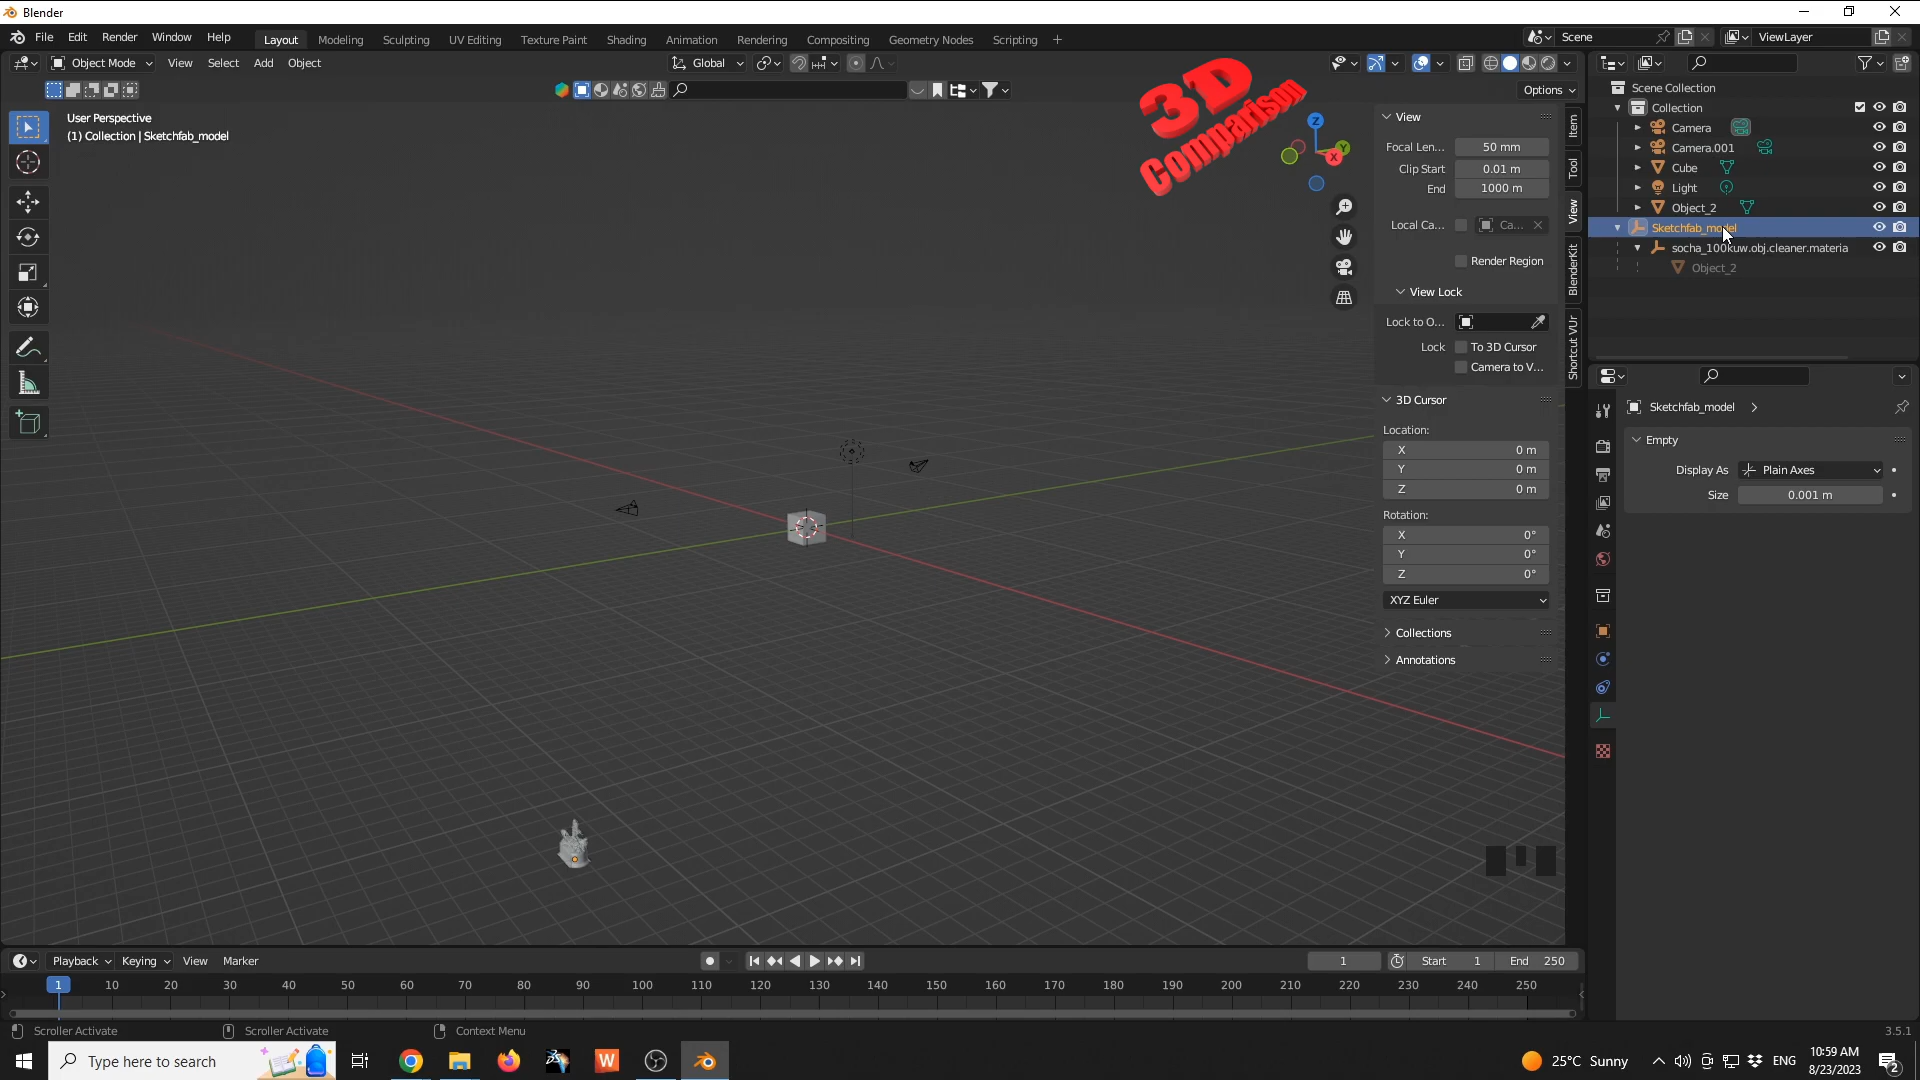 Blender
File Edit Render Window Help
Layout Modeling Sculpting UV Editing Texture Paint Shading Animation Rendering Compositing Geometry Nodes Scripting +
Scene ViewLayer
Object Mode View Select Add Object
Global
Options
User Perspective
(1) Collection | Sketchfab_model
3D
Comparison
Z
Y
X
View
Focal Len... 50 mm
Clip Start 0.01 m
End 1000 m
Local Ca... Ca...
Render Region
View Lock
Lock to O...
Lock To 3D Cursor
Camera to V...
3D Cursor
Location:
X 0 m
Y 0 m
Z 0 m
Rotation:
X 0°
Y 0°
Z 0°
XYZ Euler
Collections
Annotations
Item
Tool
View
BlenderKit
Shortcut VUr
Scene Collection
Collection
Camera
Camera.001
Cube
Light
Object_2
Sketchfab_model
socha_100kuw.obj.cleaner.materia
Object_2
Sketchfab_model
Empty
Display As Plain Axes
Size 0.001 m
Playback Keying View Marker
1 Start 1 End 250
1 10 20 30 40 50 60 70 80 90 100 110 120 130 140 150 160 170 180 190 200 210 220 230 240 250
Scroller Activate Scroller Activate Context Menu
3.5.1
Type here to search
W
25°C Sunny
ENG
10:59 AM
8/23/2023
2